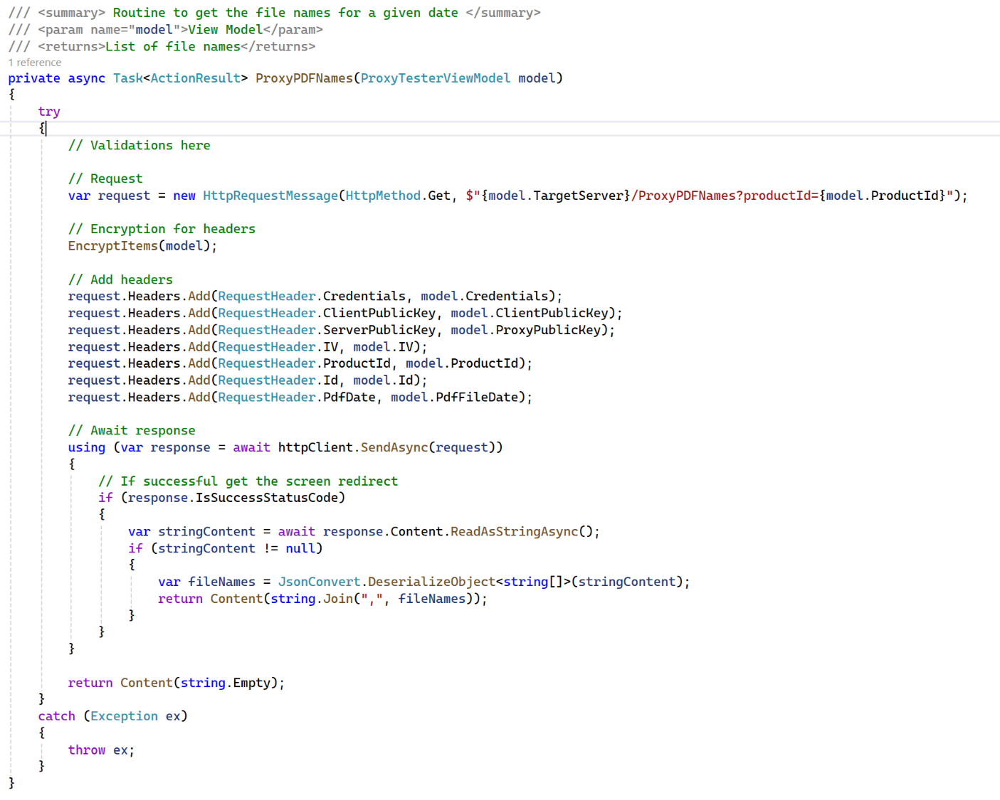 /// <summary> Routine to get the file names for a given date </summary>
/// <param name="model">View Model</param>
/// <returns>List of file names</returns>
1 reference
private async Task<ActionResult> ProxyPDFNames(ProxyTesterViewModel model)
{
try
{
// Validations here
// Request
var request = new HttpRequestMessage(HttpMethod.Get, $"{model.TargetServer}/ProxyPDFNames?productId={model.ProductId}");
// Encryption for headers
EncryptItems(model);
// Add headers
request.Headers.Add(RequestHeader.Credentials, model.Credentials);
request.Headers.Add(RequestHeader.ClientPublicKey, model.ClientPublicKey);
request.Headers.Add(RequestHeader.ServerPublicKey, model.ProxyPublicKey);
request.Headers.Add(RequestHeader.IV, model.IV);
request.Headers.Add(RequestHeader.ProductId, model.ProductId);
request.Headers.Add(RequestHeader.Id, model.Id);
request.Headers.Add(RequestHeader.PdfDate, model.PdfFileDate);
// Await response
using (var response = await httpClient.SendAsync(request))
{
// If successful get the screen redirect
if (response.IsSuccessStatusCode)
{
var stringContent = await response.Content.ReadAsStringAsync();
if (stringContent != null)
{
var fileNames = JsonConvert.DeserializeObject<string[]>(stringContent);
return Content(string.Join(",", fileNames));
}
}
}
return Content(string.Empty);
}
catch (Exception ex)
{
throw ex;
}
}